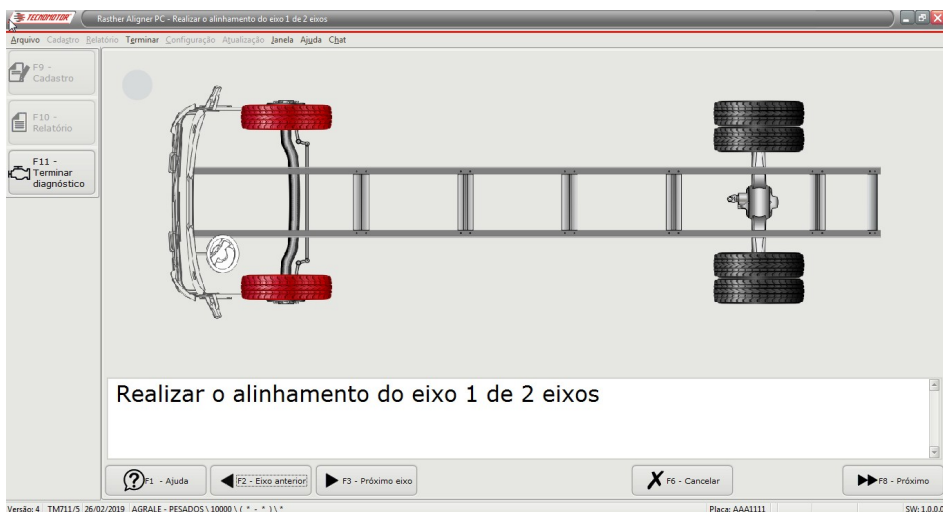 TECNOMOTOR
Rasther Aligner PC - Realizar o alinhamento do eixo 1 de 2 eixos
Arquivo Cadastro Relatório Terminar Configuração Atualização Janela Ajuda Chat
F9 -
Cadastro
F10 -
Relatório
F11 -
Terminar
diagnóstico
Realizar o alinhamento do eixo 1 de 2 eixos
F1 - Ajuda
F2 - Eixo anterior
F3 - Próximo eixo
F6 - Cancelar
F8 - Próximo
Versão: 4 TM711/5 26/02/2019 AGRALE - PESADOS \ 10000 \ ( * - * ) \ * Placa: AAA1111 SW: 1.0.0.0